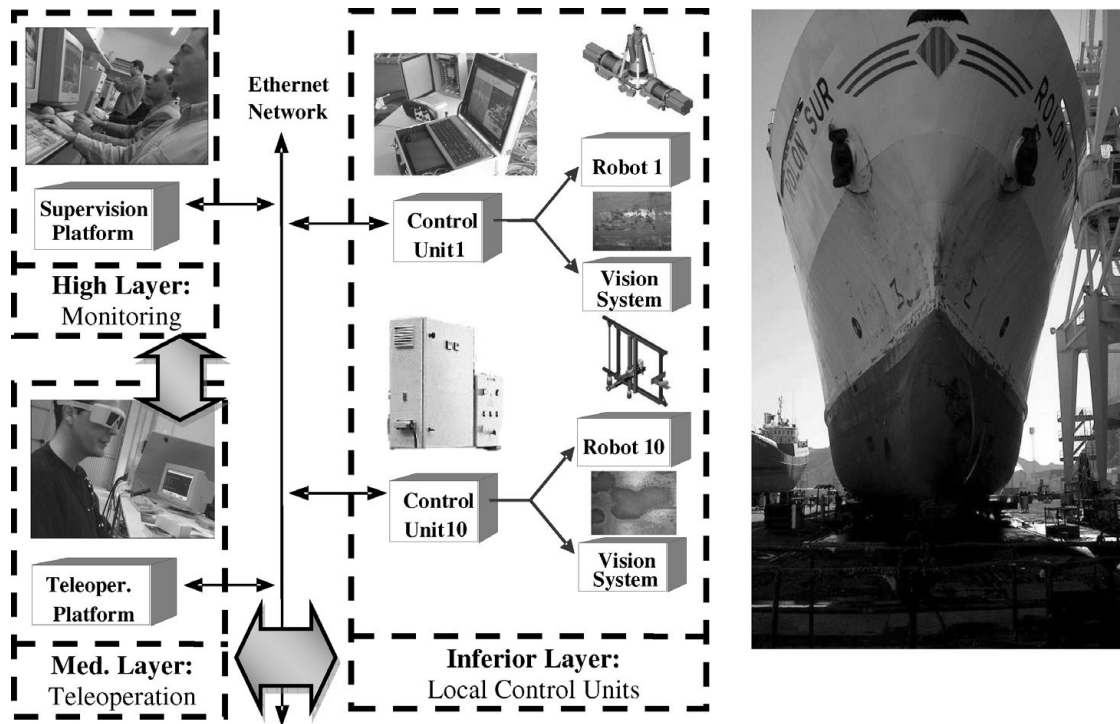 Ethernet
Network
Supervision
Platform
High Layer:
Monitoring
Teleoper.
Platform
Med. Layer:
Teleoperation
Control
Unit1
Robot 1
Vision
System
Control
Unit10
Robot 10
Vision
System
Inferior Layer:
Local Control Units
ROLON SUR
ROLON SUR